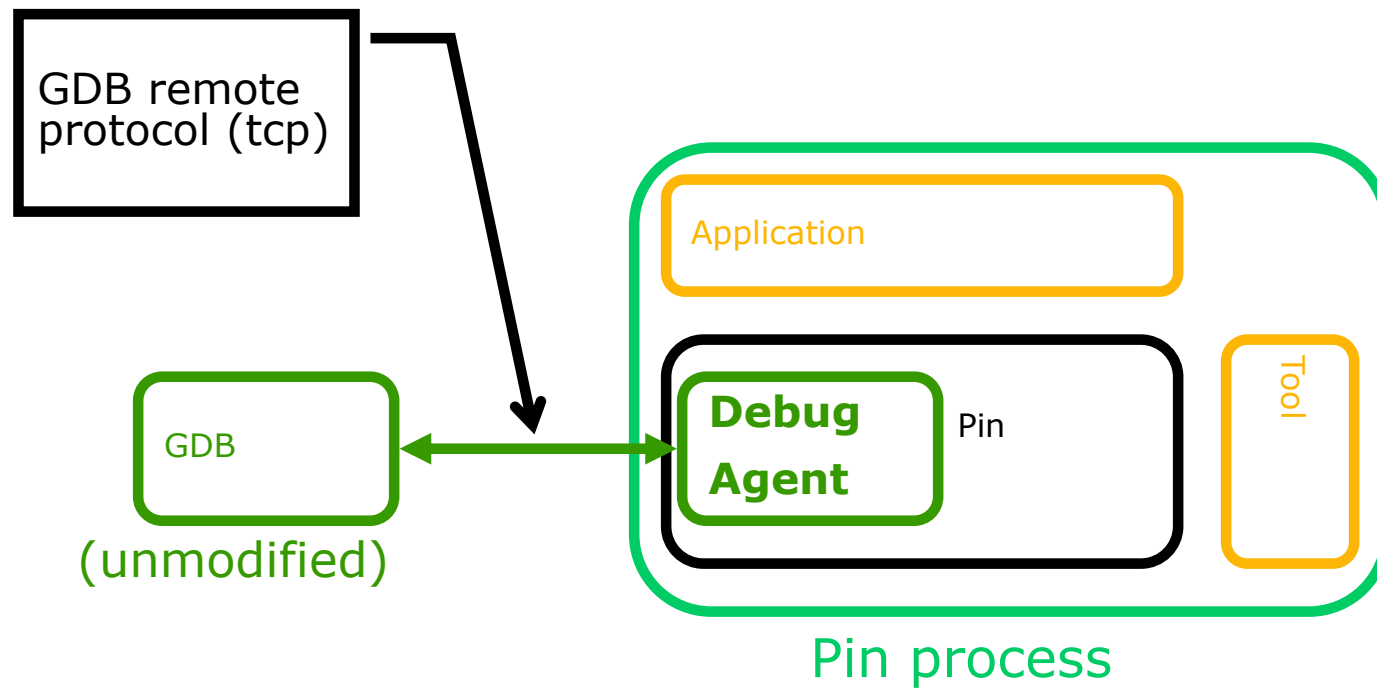 GDB remote
protocol (tcp)
Application
Tool
GDB
Debug
Agent
Pin
(unmodified)
Pin process